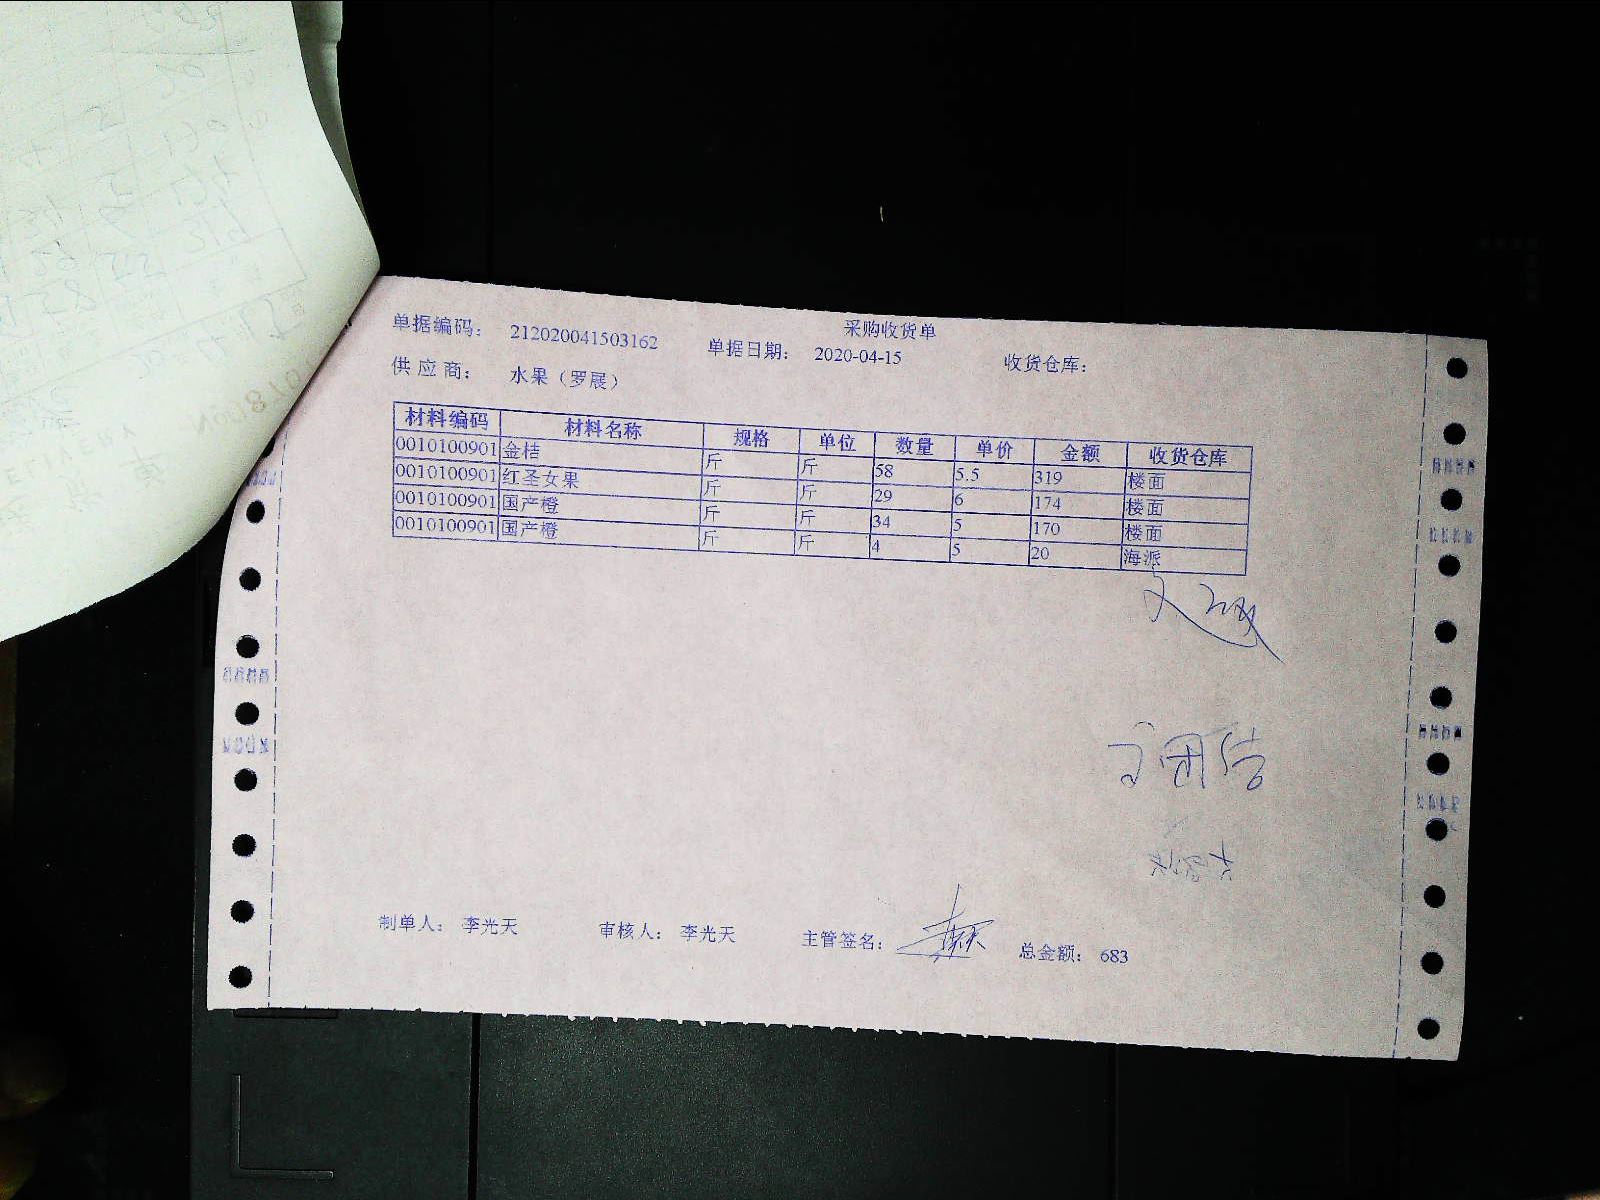 采购收货单
单据编码： 212020041503162 单据日期： 2020-04-15 收货仓库：
供 应 商： 水果（罗展）
材料编码 材料名称 规格 单位 数量 单价 金额 收货仓库
0010100901 金桔 斤 斤 58 5.5 319 楼面
0010100901 红圣女果 斤 斤 29 6 174 楼面
0010100901 国产橙 斤 斤 34 5 170 楼面
0010100901 国产橙 斤 斤 4 5 20 海派
制单人： 李光天 审核人： 李光天 主管签名： 总金额： 683